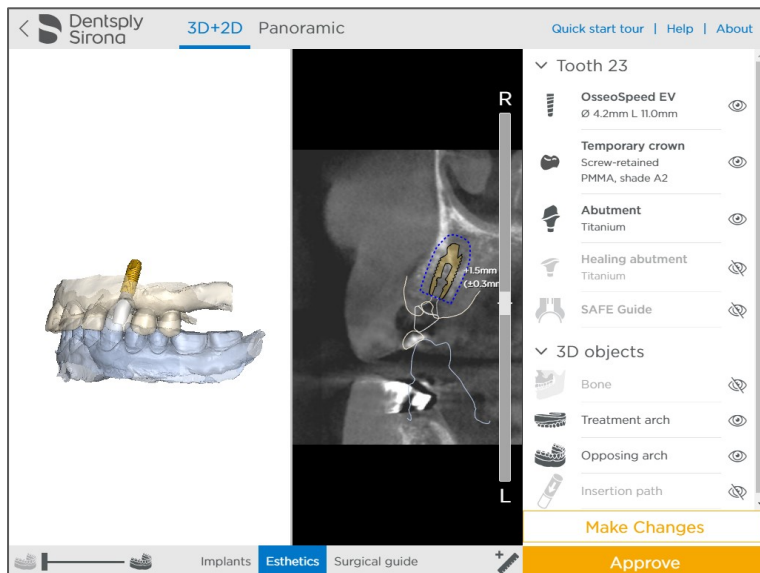 Dentsply
Sirona
3D+2D Panoramic
Quick start tour | Help | About
R
+1.5mm
(±0.3mm
L
Tooth 23
OsseoSpeed EV
Ø 4.2mm L 11.0mm
Temporary crown
Screw-retained
PMMA, shade A2
Abutment
Titanium
Healing abutment
Titanium
SAFE Guide
3D objects
Bone
Treatment arch
Opposing arch
Insertion path
Make Changes
Implants Esthetics Surgical guide
Approve